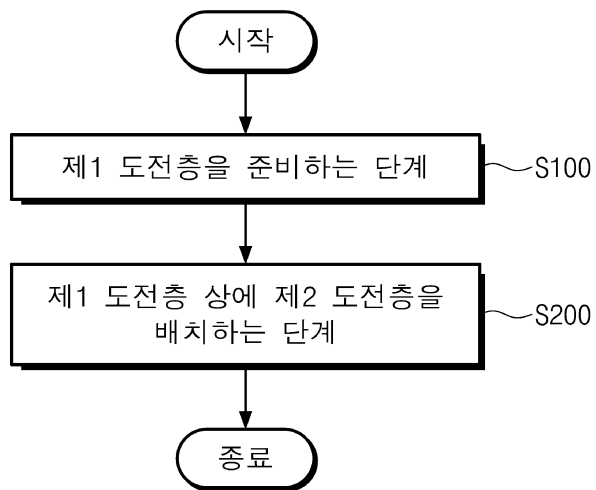 시작
제1 도전층을 준비하는 단계
S100
제1 도전층 상에 제2 도전층을
배치하는 단계
S200
종료